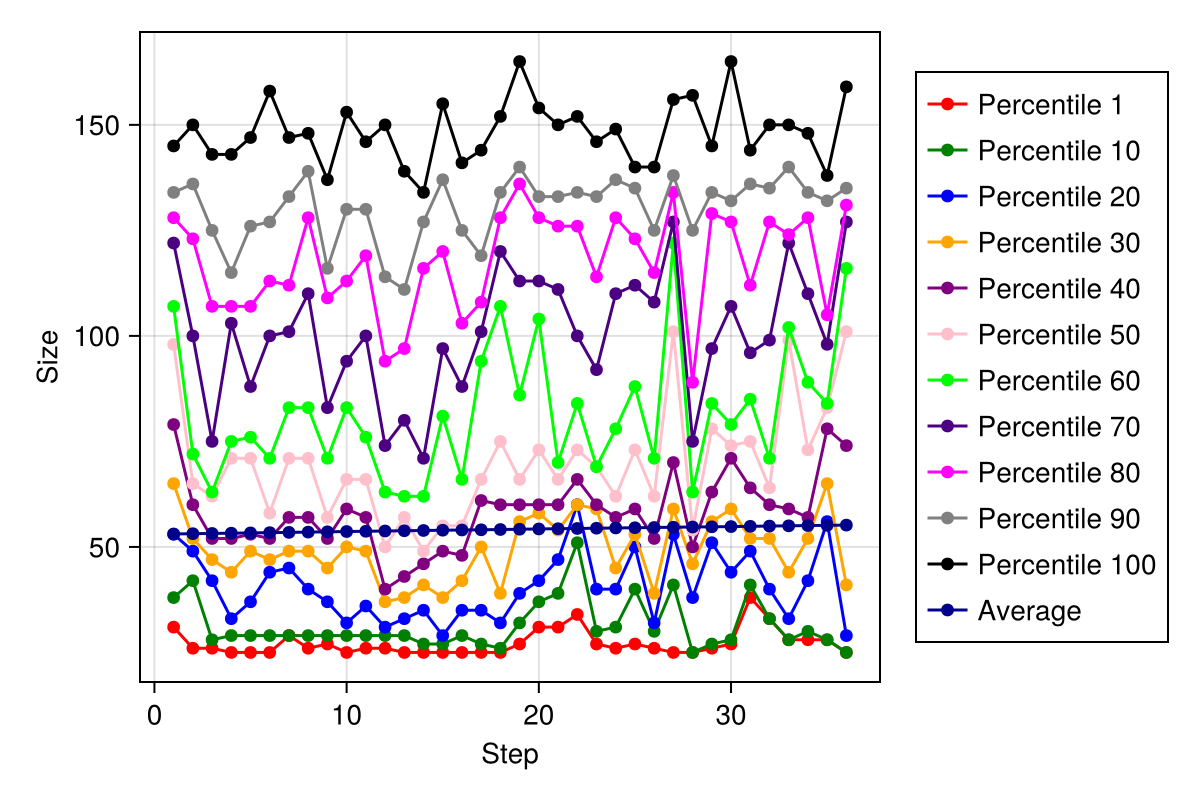 150
100
50
Size
0
10
20
30
Step
Percentile 1
Percentile 10
Percentile 20
Percentile 30
Percentile 40
Percentile 50
Percentile 60
Percentile 70
Percentile 80
Percentile 90
Percentile 100
Average